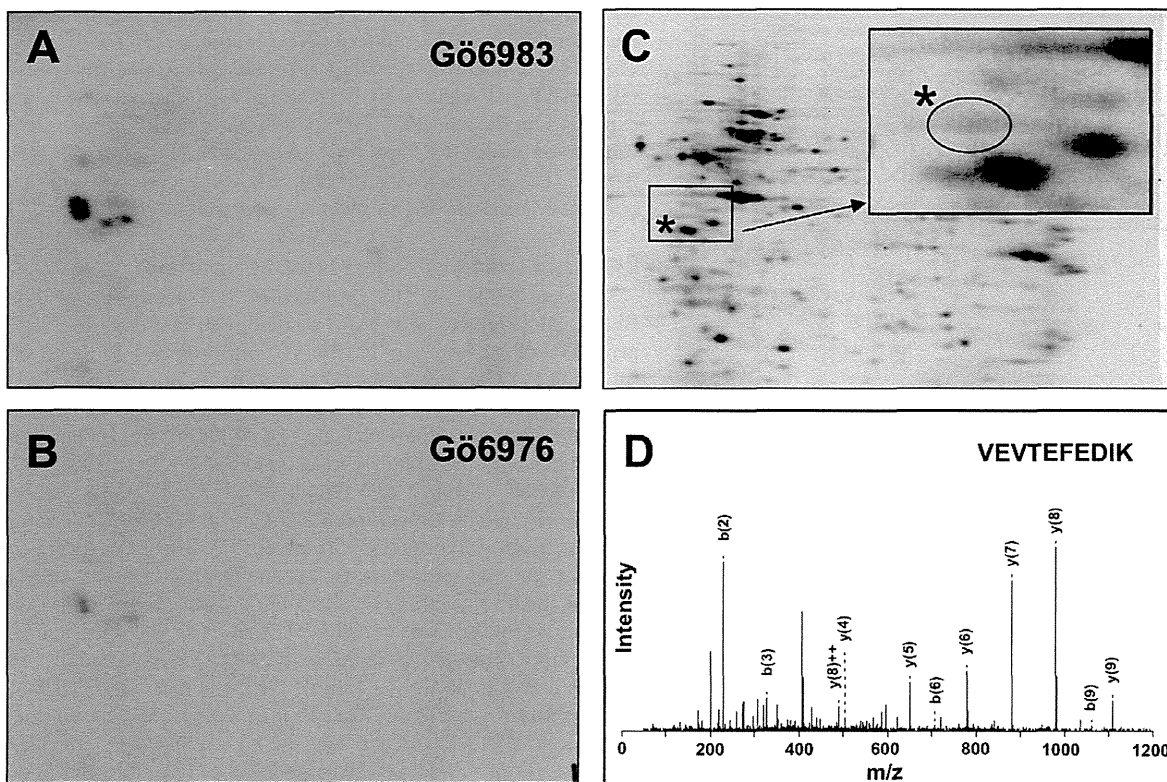 A
Gö6983
B
Gö6976
C
*
*
D
VEVTEFEDIK
Intensity
b(2)
b(3)
y(8)++
y(4)
y(5)
b(6)
y(6)
y(7)
y(8)
b(9)
y(9)
0
200
400
600
800
1000
1200
m/z